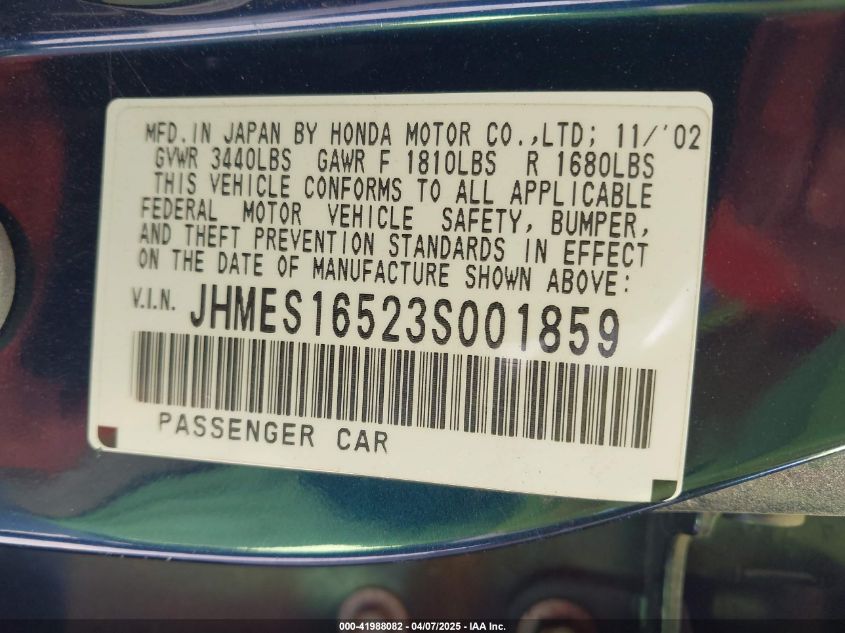 MFD. IN JAPAN BY HONDA MOTOR CO.,LTD; 11/'02
GVWR 3440LBS GAWR F 1810LBS R 1680LBS
THIS VEHICLE CONFORMS TO ALL APPLICABLE
FEDERAL MOTOR VEHICLE SAFETY, BUMPER,
AND THEFT PREVENTION STANDARDS IN EFFECT
ON THE DATE OF MANUFACTURE SHOWN ABOVE:
V.I.N. JHMES16523S001859
PASSENGER CAR
000-41988082 - 04/07/2025 - IAA Inc.